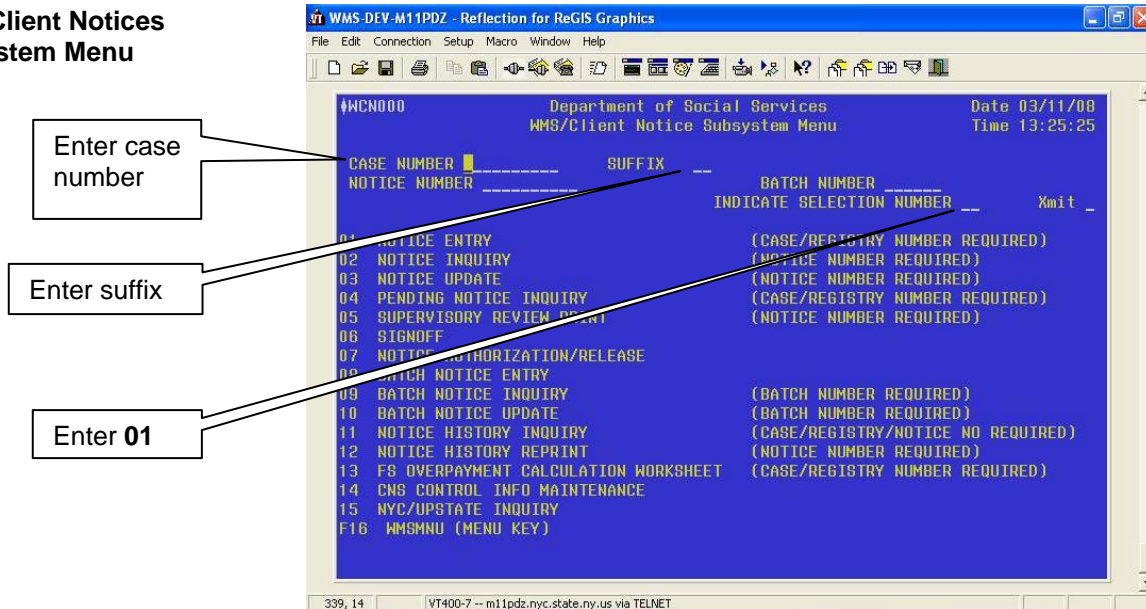 Client Notices
stem Menu
WMS-DEV-M11PDZ - Reflection for ReGIS Graphics
File Edit Connection Setup Macro Window Help
WCN000 Department of Social Services Date 03/11/08
WMS/Client Notice Subsystem Menu Time 13:25:25
Enter case number
CASE NUMBER __________ SUFFIX __
NOTICE NUMBER __________ BATCH NUMBER ______
INDICATE SELECTION NUMBER __ Xmit _
Enter suffix
01 NOTICE ENTRY (CASE/REGISTRY NUMBER REQUIRED)
02 NOTICE INQUIRY (NOTICE NUMBER REQUIRED)
03 NOTICE UPDATE (NOTICE NUMBER REQUIRED)
04 PENDING NOTICE INQUIRY (CASE/REGISTRY NUMBER REQUIRED)
05 SUPERVISORY REVIEW PRINT (NOTICE NUMBER REQUIRED)
06 SIGNOFF
07 NOTICE AUTHORIZATION/RELEASE
08 BATCH NOTICE ENTRY
09 BATCH NOTICE INQUIRY (BATCH NUMBER REQUIRED)
10 BATCH NOTICE UPDATE (BATCH NUMBER REQUIRED)
11 NOTICE HISTORY INQUIRY (CASE/REGISTRY/NOTICE NO REQUIRED)
12 NOTICE HISTORY REPRINT (NOTICE NUMBER REQUIRED)
13 FS OVERPAYMENT CALCULATION WORKSHEET (CASE/REGISTRY NUMBER REQUIRED)
14 CNS CONTROL INFO MAINTENANCE
15 NYC/UPSTATE INQUIRY
F16 WMSMNU (MENU KEY)
Enter 01
339, 14 VT400-7 -- m11pdz.nyc.state.ny.us via TELNET